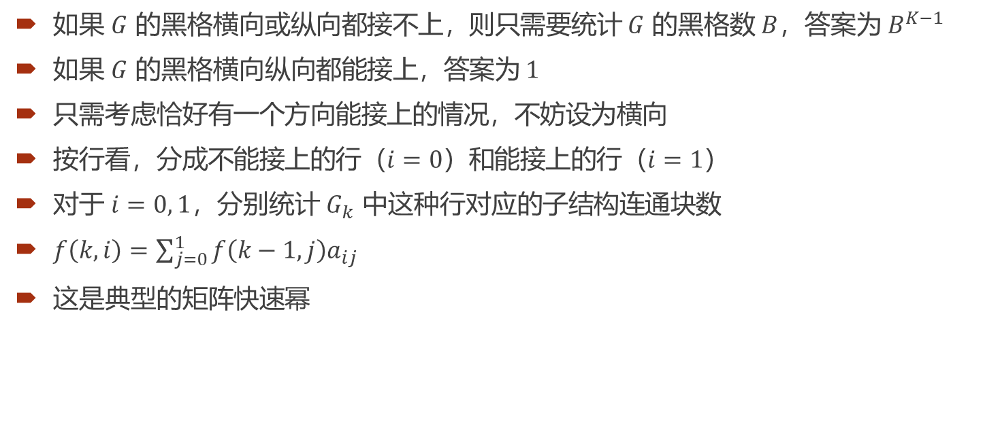 如果 G 的黑格横向或纵向都接不上，则只需要统计 G 的黑格数 B，答案为 B^{K−1}
如果 G 的黑格横向纵向都能接上，答案为 1
只需考虑恰好有一个方向能接上的情况，不妨设为横向
按行看，分成不能接上的行（i = 0）和能接上的行（i = 1）
对于 i = 0, 1，分别统计 G_k 中这种行对应的子结构连通块数
f(k, i) = ∑_{j=0}^{1} f(k − 1, j)a_{ij}
这是典型的矩阵快速幂